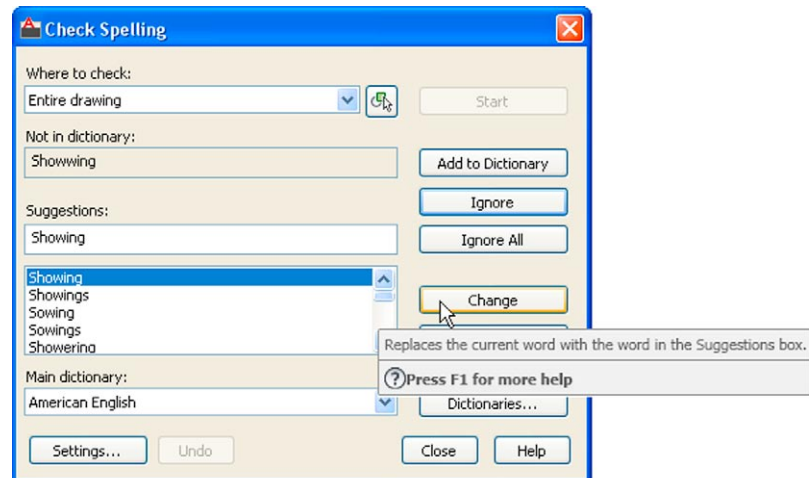 Check Spelling
Where to check:
Entire drawing
Start
Not in dictionary:
Showwing
Add to Dictionary
Ignore
Suggestions:
Showing
Ignore All
Showing
Showings
Sowing
Sowings
Showering
Change
Replaces the current word with the word in the Suggestions box.
Press F1 for more help
Main dictionary:
American English
Dictionaries...
Settings...
Undo
Close
Help